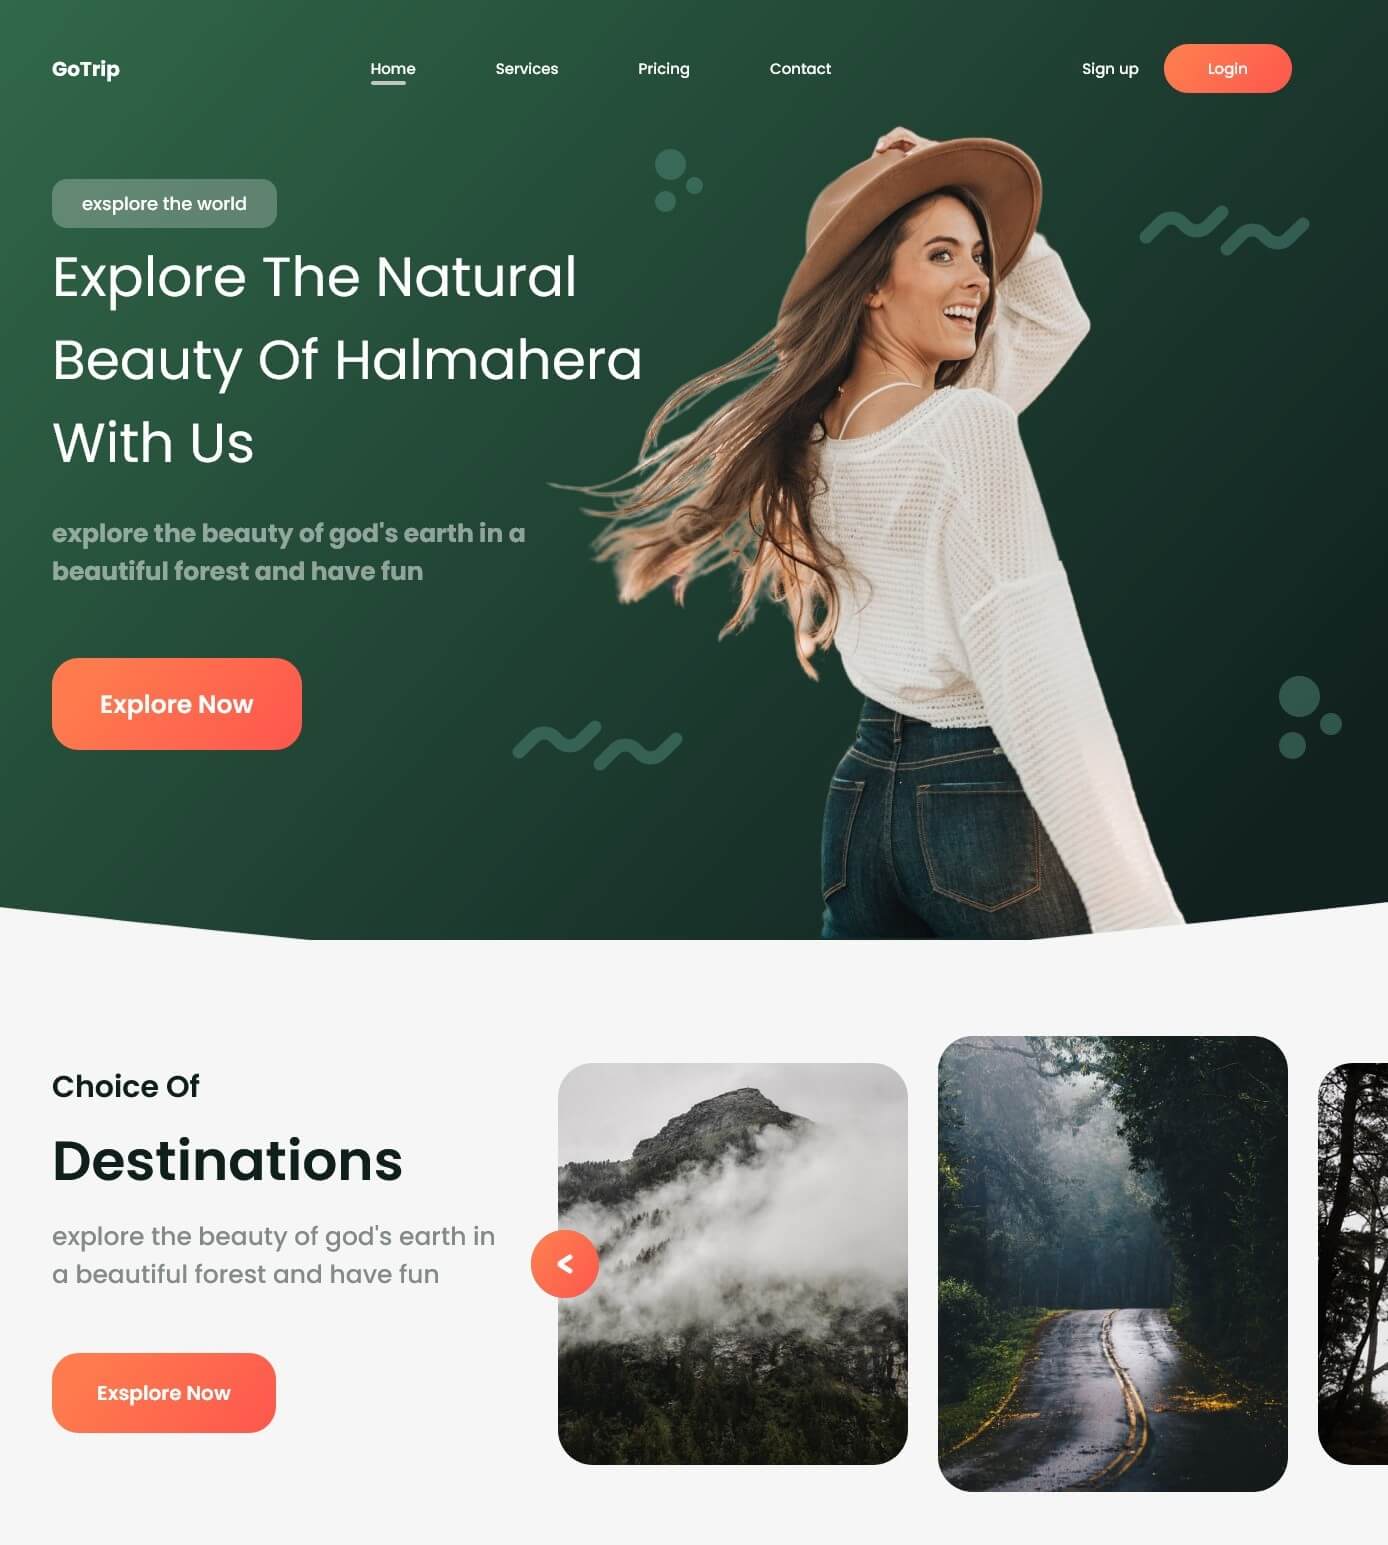 GoTrip
Home
Services
Pricing
Contact
Sign up
Login
exsplore the world
Explore The Natural
Beauty Of Halmahera
With Us
explore the beauty of god's earth in a
beautiful forest and have fun
Explore Now
Choice Of
Destinations
explore the beauty of god's earth in
a beautiful forest and have fun
Exsplore Now